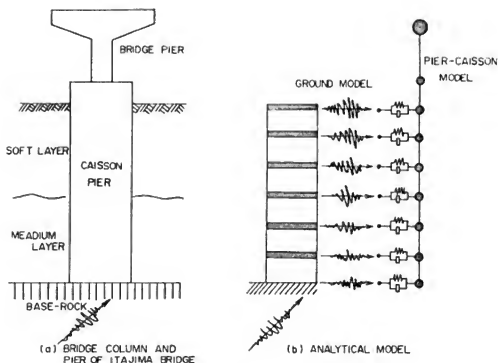 BRIDGE PIER
SOFT LAYER
CAISSON
PIER
MEADIUM
LAYER
BASE-ROCK
(a) BRIDGE COLUMN AND
PIER OF ITAJIMA BRIDGE
GROUND MODEL
PIER-CAISSON
MODEL
(b) ANALYTICAL MODEL